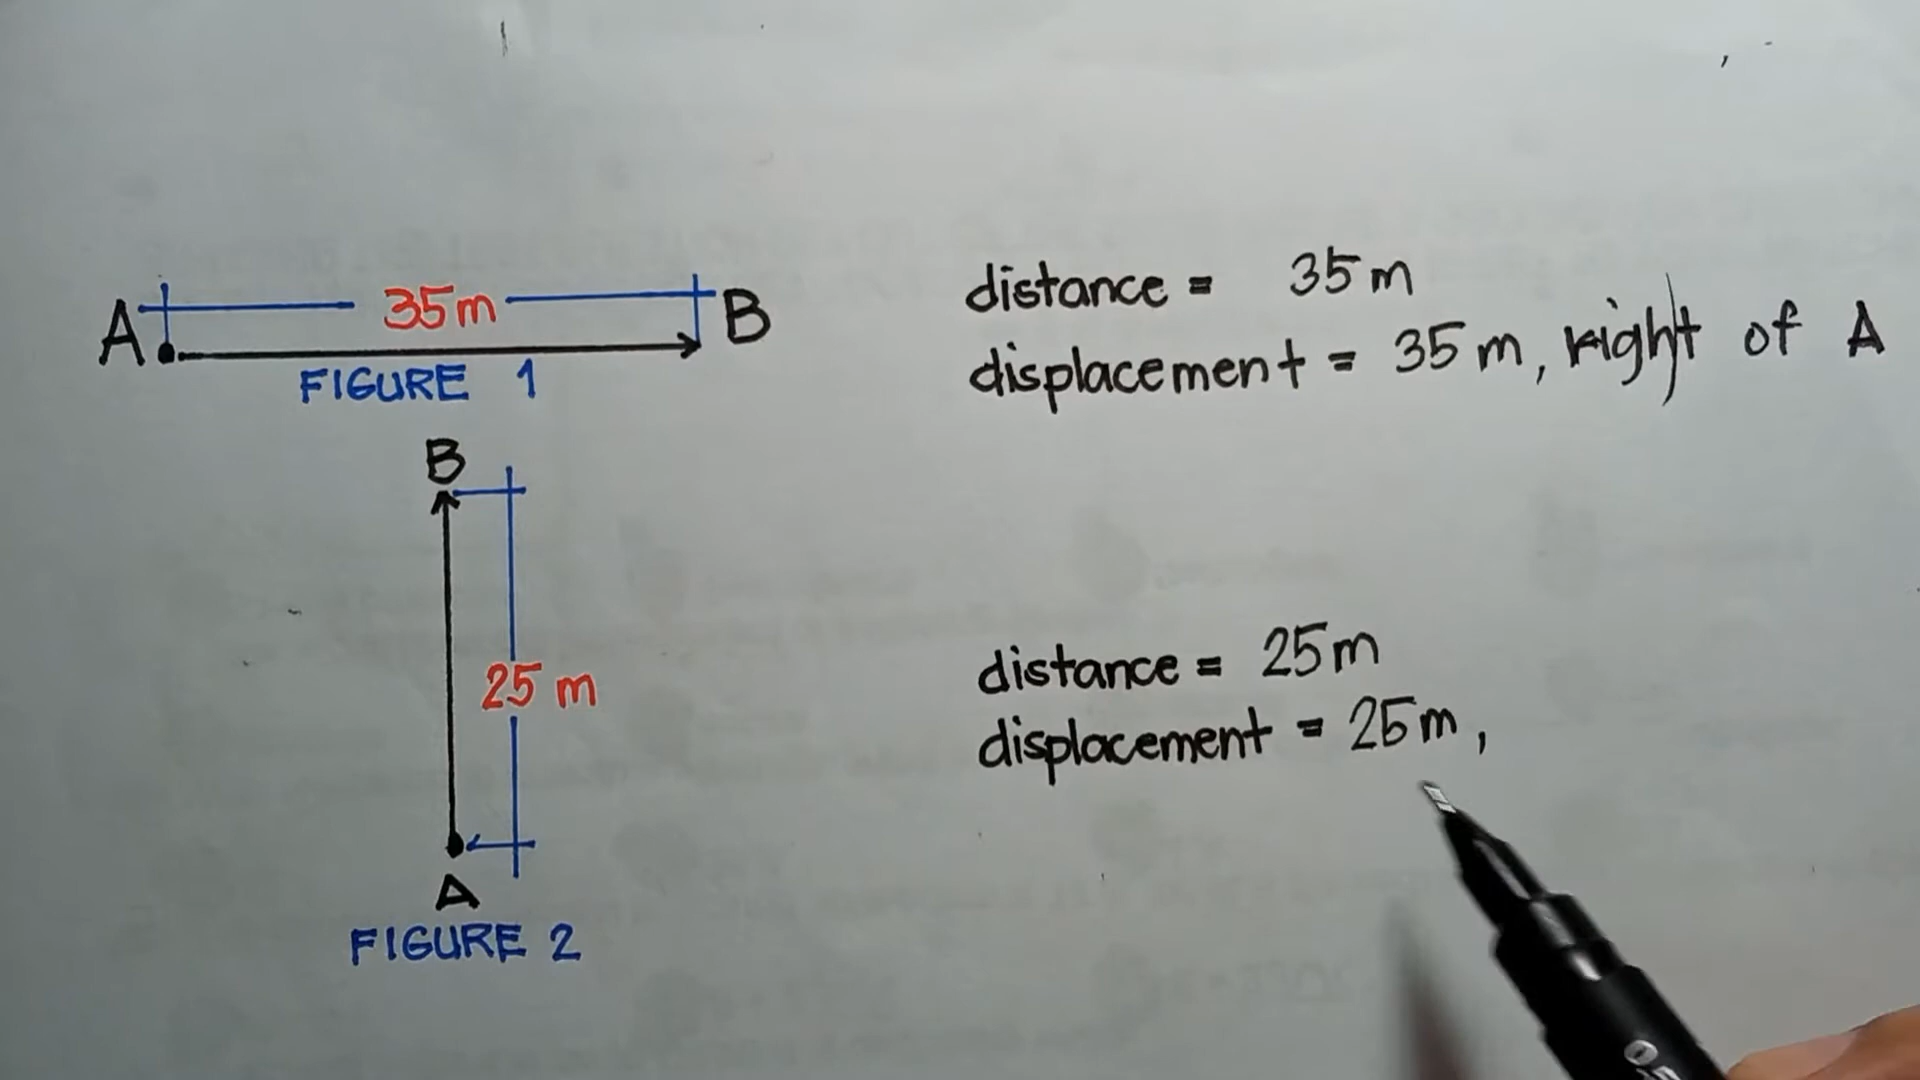 A 35m B
FIGURE 1
distance = 35m
displacement = 35m, right of A
B
25 m
A
FIGURE 2
distance = 25m
displacement = 25m,